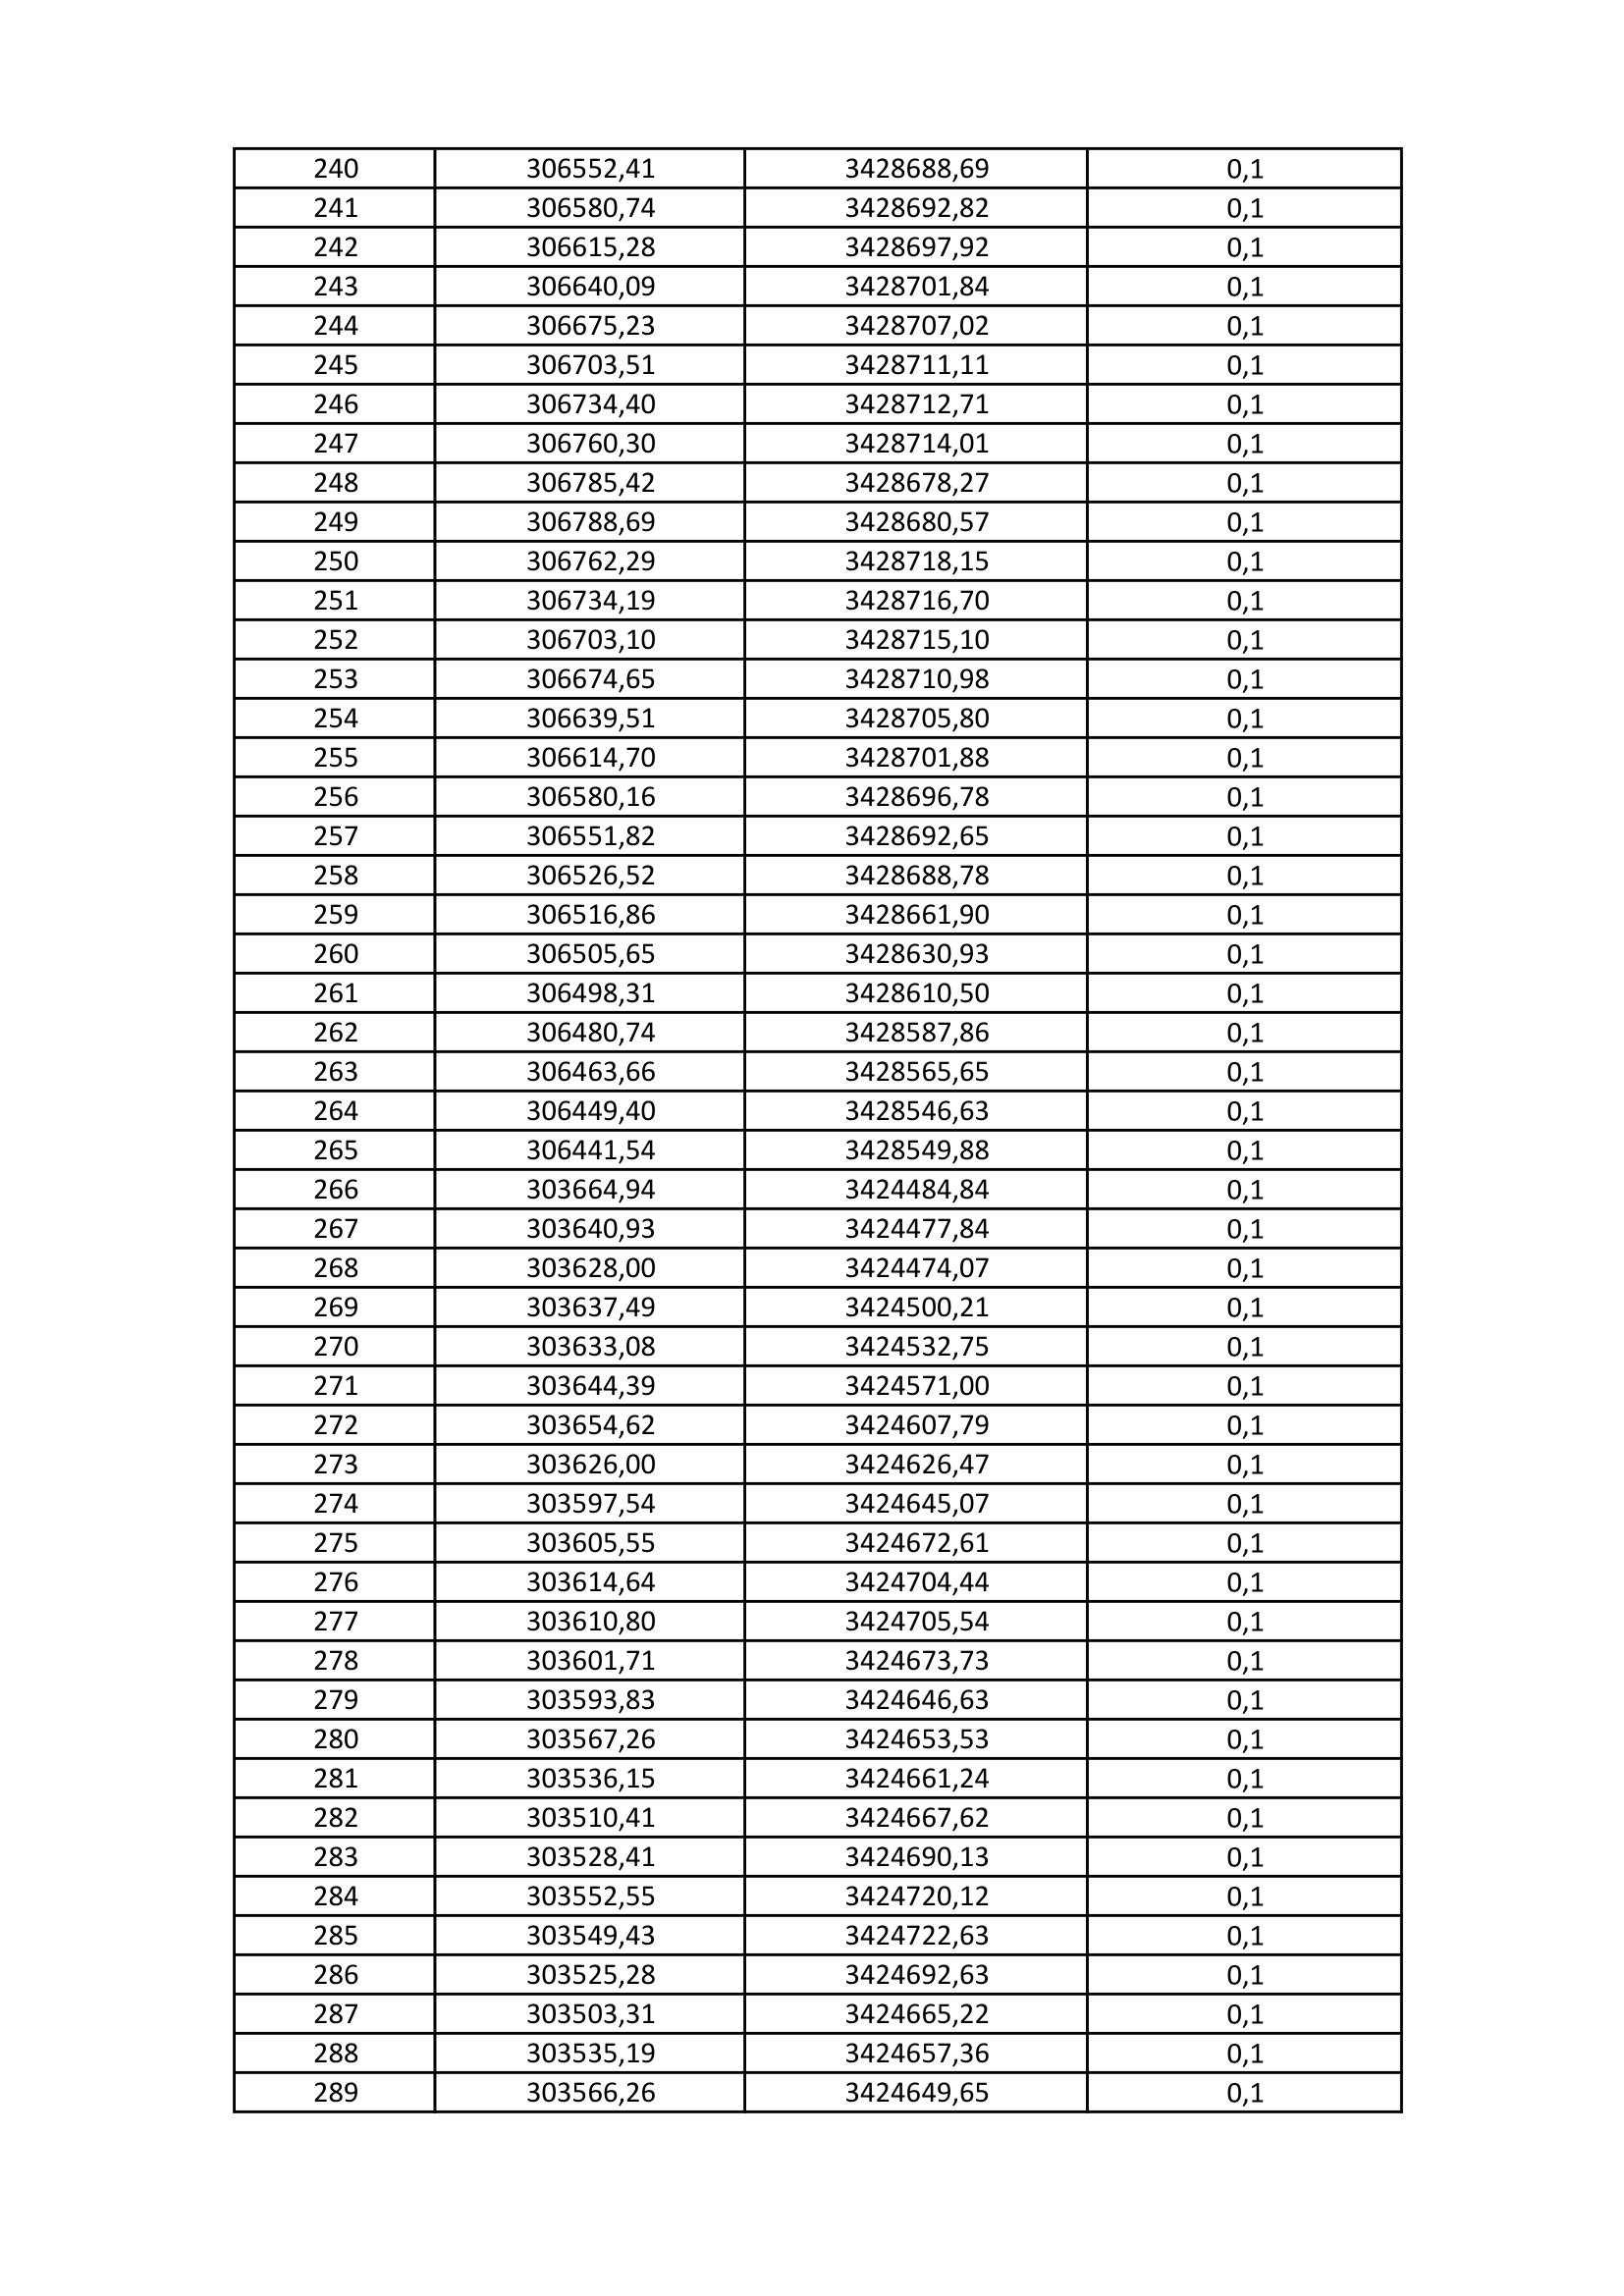 240 306552,41 3428688,69 0,1
241 306580,74 3428692,82 0,1
242 306615,28 3428697,92 0,1
243 306640,09 3428701,84 0,1
244 306675,23 3428707,02 0,1
245 306703,51 3428711,11 0,1
246 306734,40 3428712,71 0,1
247 306760,30 3428714,01 0,1
248 306785,42 3428678,27 0,1
249 306788,69 3428680,57 0,1
250 306762,29 3428718,15 0,1
251 306734,19 3428716,70 0,1
252 306703,10 3428715,10 0,1
253 306674,65 3428710,98 0,1
254 306639,51 3428705,80 0,1
255 306614,70 3428701,88 0,1
256 306580,16 3428696,78 0,1
257 306551,82 3428692,65 0,1
258 306526,52 3428688,78 0,1
259 306516,86 3428661,90 0,1
260 306505,65 3428630,93 0,1
261 306498,31 3428610,50 0,1
262 306480,74 3428587,86 0,1
263 306463,66 3428565,65 0,1
264 306449,40 3428546,63 0,1
265 306441,54 3428549,88 0,1
266 303664,94 3424484,84 0,1
267 303640,93 3424477,84 0,1
268 303628,00 3424474,07 0,1
269 303637,49 3424500,21 0,1
270 303633,08 3424532,75 0,1
271 303644,39 3424571,00 0,1
272 303654,62 3424607,79 0,1
273 303626,00 3424626,47 0,1
274 303597,54 3424645,07 0,1
275 303605,55 3424672,61 0,1
276 303614,64 3424704,44 0,1
277 303610,80 3424705,54 0,1
278 303601,71 3424673,73 0,1
279 303593,83 3424646,63 0,1
280 303567,26 3424653,53 0,1
281 303536,15 3424661,24 0,1
282 303510,41 3424667,62 0,1
283 303528,41 3424690,13 0,1
284 303552,55 3424720,12 0,1
285 303549,43 3424722,63 0,1
286 303525,28 3424692,63 0,1
287 303503,31 3424665,22 0,1
288 303535,19 3424657,36 0,1
289 303566,26 3424649,65 0,1